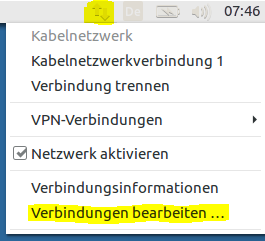 De
07:46
Kabelnetzwerk
Kabelnetzwerkverbindung 1
Verbindung trennen
VPN-Verbindungen
Netzwerk aktivieren
Verbindungsinformationen
Verbindungen bearbeiten ...